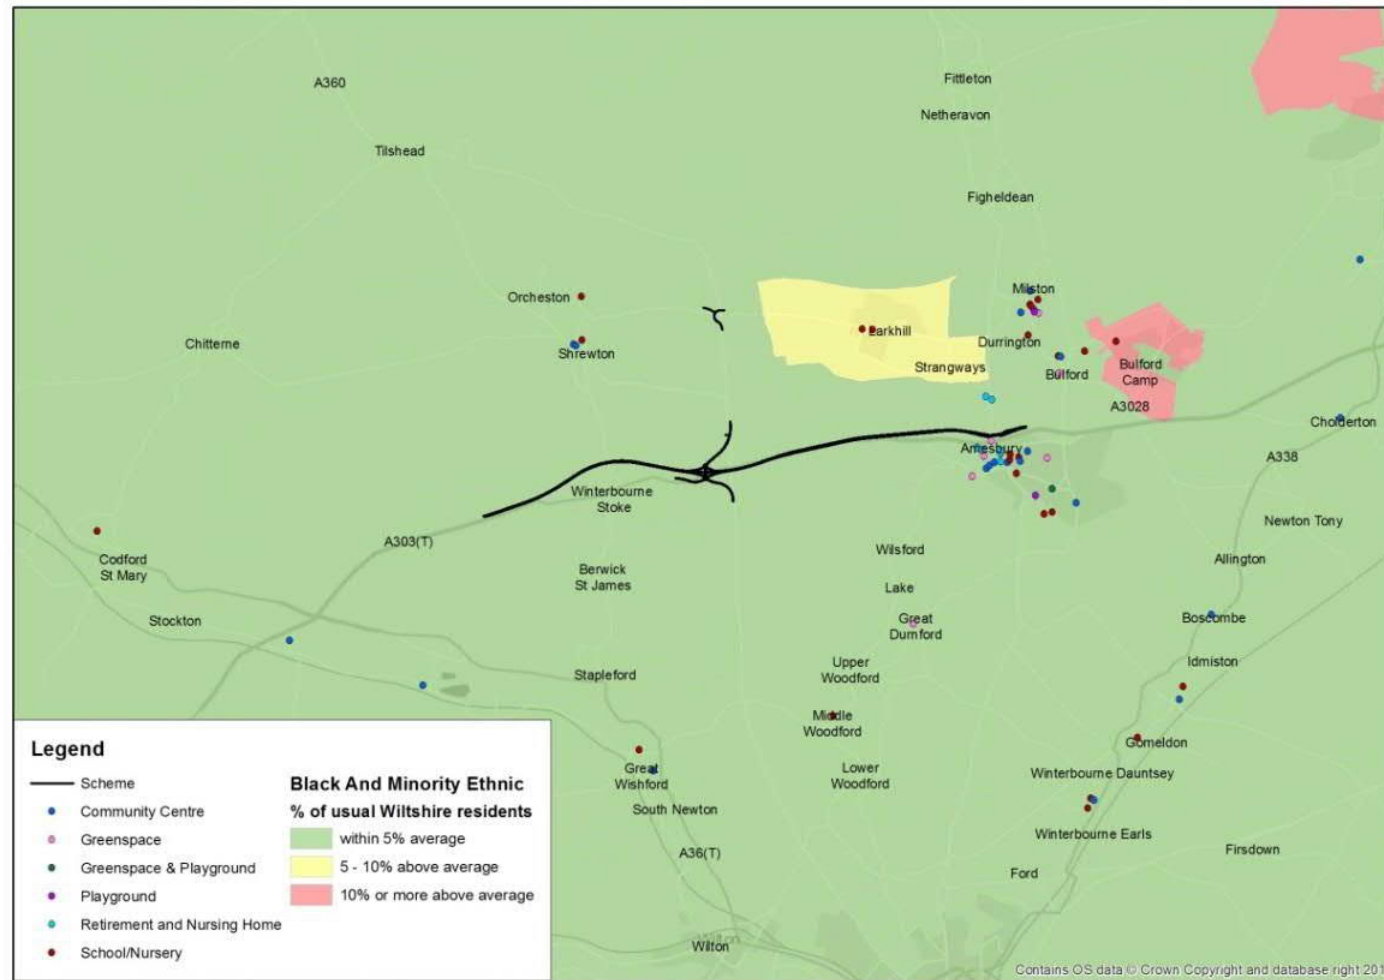 Fittleton
A360
Netheravon
Tilshead
Figheldean
Milston
Orcheston
Larkhill
Durrington
Chitterne
Shrewton
Strangways
Bulford
Bulford
Camp
A3028
Cholderton
Amesbury
A338
Winterbourne
Stoke
Newton Tony
A303(T)
Wilsford
Codford
St Mary
Allington
Berwick
St James
Lake
Stockton
Great
Durnford
Boscombe
Upper
Woodford
Idmiston
Stapleford
Middle
Woodford
Gomeldon
Great
Wishford
Lower
Woodford
Winterbourne Dauntsey
South Newton
Winterbourne Earls
A36(T)
Firsdown
Ford
Wilton
Wilton
Legend
Scheme
Community Centre
Greenspace
Greenspace & Playground
Playground
Retirement and Nursing Home
School/Nursery
Black And Minority Ethnic
% of usual Wiltshire residents
within 5% average
5 - 10% above average
10% or more above average
Contains OS data © Crown Copyright and database right 201